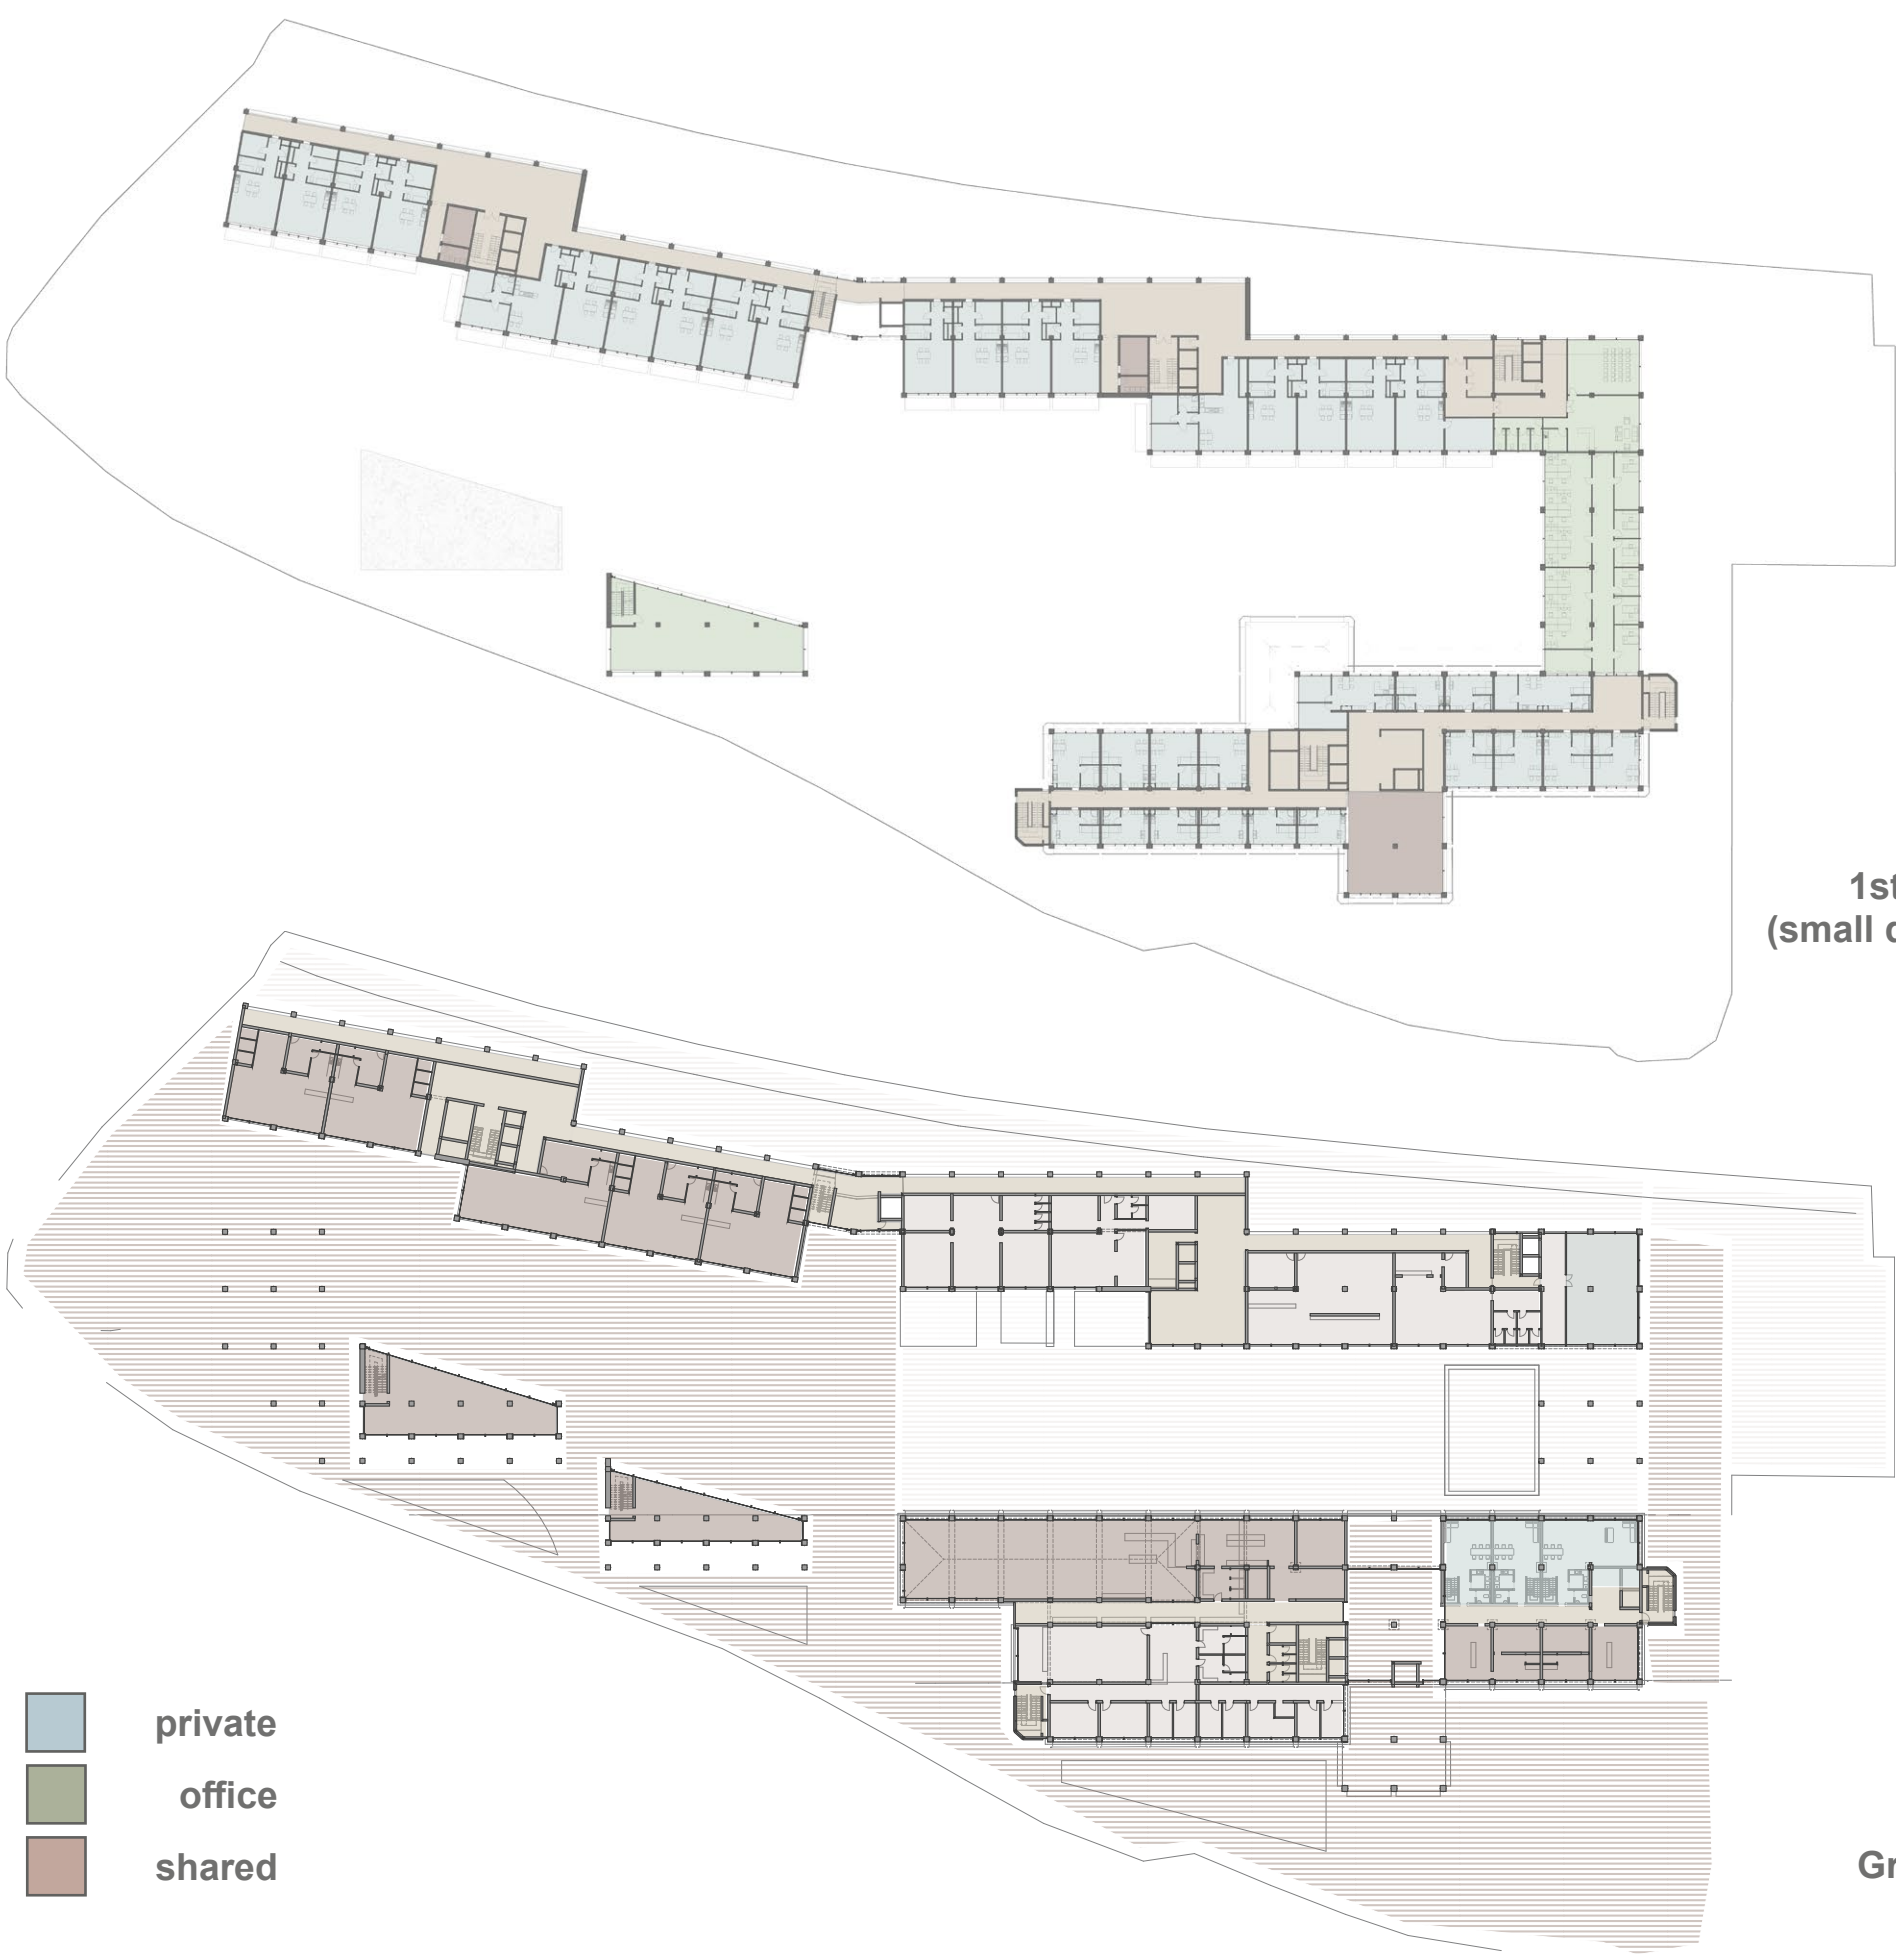 1st
(small
private
office
shared
Gr